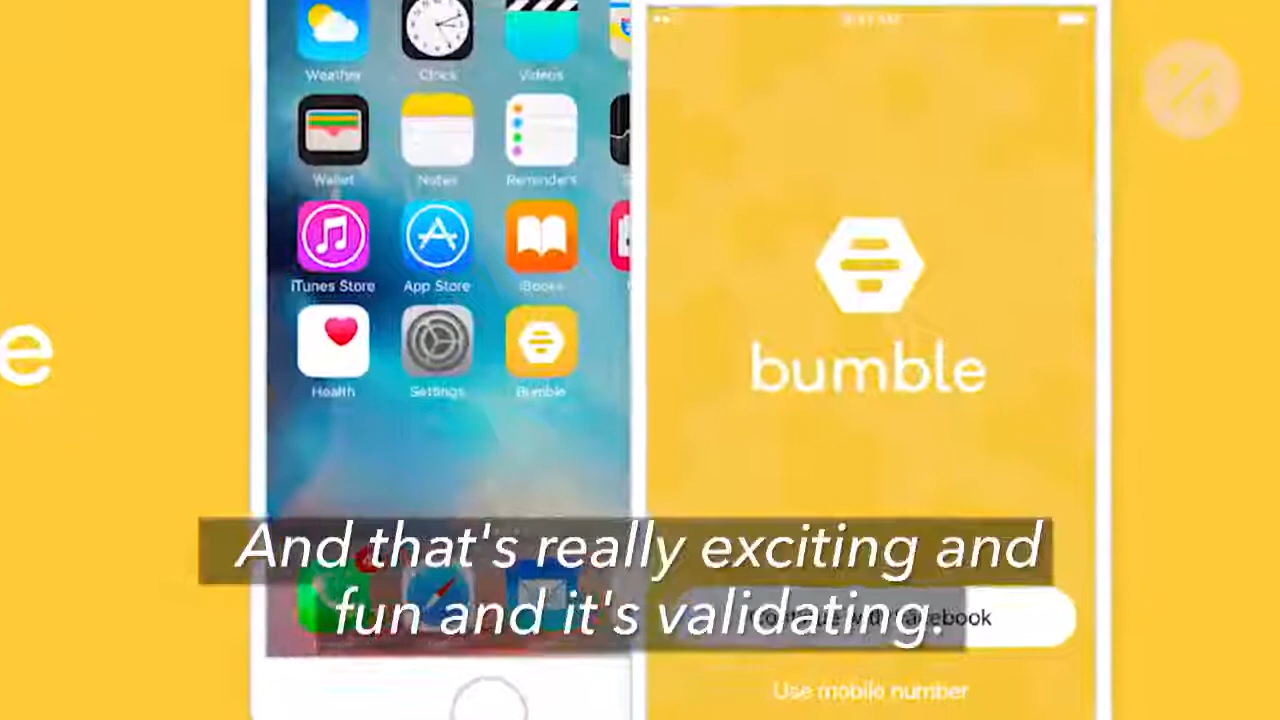 Weather
Clock
Videos
Wallet
Notes
Reminders
iTunes Store
App Store
iBooks
Health
Settings
Bumble
e
bumble
And that's really exciting and
fun and it's validating.
Use mobile number